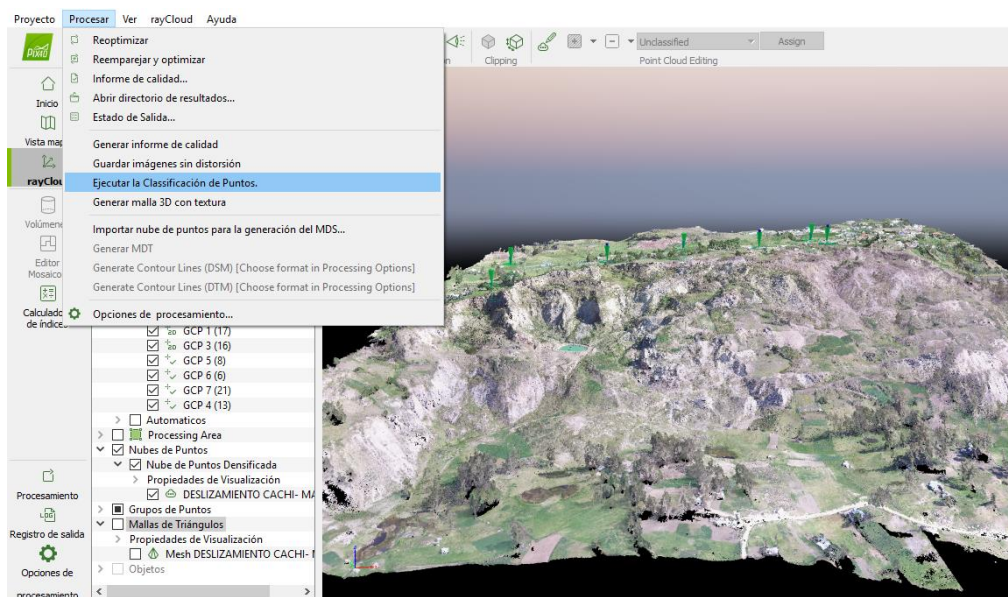 Proyecto Procesar Ver rayCloud Ayuda
Reoptimizar
Reemparejar y optimizar
Informe de calidad...
Abrir directorio de resultados...
Estado de Salida...
Generar informe de calidad
Guardar imágenes sin distorsión
Ejecutar la Classificación de Puntos.
Generar malla 3D con textura
Importar nube de puntos para la generación del MDS...
Generar MDT
Generate Contour Lines (DSM) [Choose format in Processing Options]
Generate Contour Lines (DTM) [Choose format in Processing Options]
Opciones de procesamiento...
Unclassified Assign
n Clipping Point Cloud Editing
Inicio
Vista map
rayClou
Volúmene
Editor
Mosaico
Calculado
de índices
GCP 1 (17)
GCP 3 (16)
GCP 5 (8)
GCP 6 (6)
GCP 7 (21)
GCP 4 (13)
Automaticos
Processing Area
Nubes de Puntos
Nube de Puntos Densificada
Propiedades de Visualización
DESLIZAMIENTO CACHI- MA
Grupos de Puntos
Mallas de Triángulos
Propiedades de Visualización
Mesh DESLIZAMIENTO CACHI-
Objetos
Procesamiento
Registro de salida
Opciones de
procesamiento